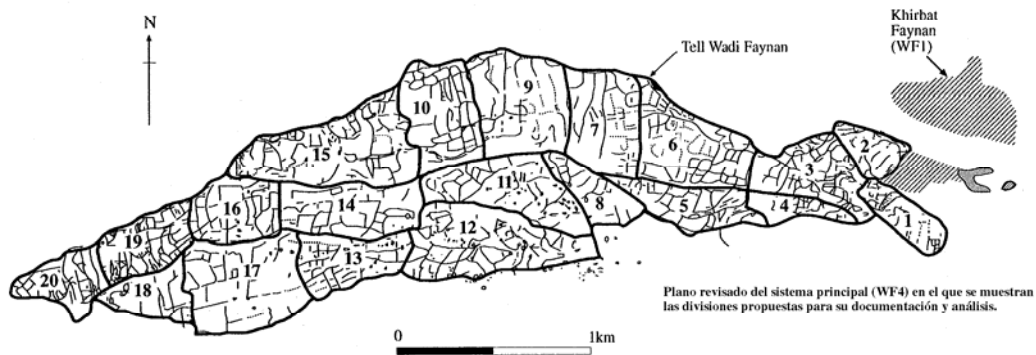 N
Khirbat
Faynan
(WF1)
Tell Wadi Faynan
9
10
7
15
6
2
3
11
14
16
8
5
4
1
12
19
13
17
20
18
Plano revisado del sistema principal (WF4) en el que se muestran
las divisiones propuestas para su documentación y análisis.
0
1km